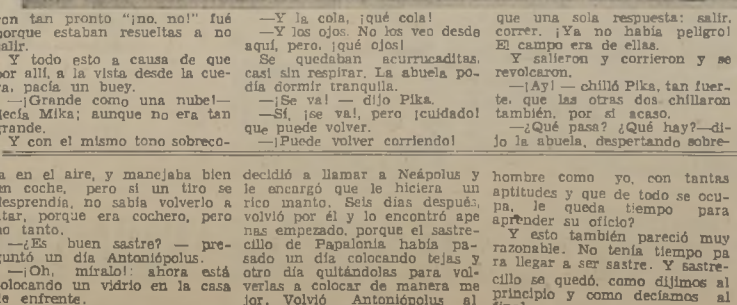 on tan pronto "¡no, no!" fué
porque estaban resueltas a no
salir.
Y todo esto a causa de que
por allí, a la vista desde la cue-
va, pacía un buey.
—¡Grande como una nube!—
decía Mika; aunque no era tan
grande.
Y con el mismo tono sobreco-
—Y la cola, ¡qué cola!
—Y los ojos. No los veo desde
aquí, pero, ¡qué ojos!
Se quedaban acurrucaditas,
casi sin respirar. La abuela po-
día dormir tranquila.
—¡Se va! — dijo Pika.
—Sí, ¡se va!, pero ¡cuidado!
que puede volver.
—¡Puede volver corriendo!
que una sola respuesta: salir,
correr. ¡Ya no había peligro!
El campo era de ellas.
Y salieron y corrieron y se
revolcaron.
—¡Ay! — chilló Pika, tan fuer-
te, que las otras dos chillaron
también, por si acaso.
—¿Qué pasa? ¿Qué hay?—di-
jo la abuela, despertando sobre-
a en el aire, y manejaba bien
en coche, pero si un tiro se
desprendía, no sabía volverlo a
atar, porque era cochero, pero
no tanto.
—¿Es buen sastre? — pre-
guntó un día Antoniópolus.
—¡Oh, míralo!: ahora está
colocando un vidrio en la casa
de enfrente.
decidió a llamar a Neápolus y
le encargó que le hiciera un
rico manto. Seis días después,
volvió por él y lo encontró ape
nas empezado, porque el sastre-
cillo de Papalonia había pa-
sado un día colocando tejas y
otro día quitándolas para vol-
verlas a colocar de manera me
jor. Volvió Antoniópolus al
hombre como yo, con tantas
aptitudes y que de todo se ocu-
pa, le queda tiempo para
aprender su oficio?
Y esto también pareció muy
razonable. No tenía tiempo pa
ra llegar a ser sastre. Y sastre-
cillo se quedó, como dijimos al
principio y como decíamos al